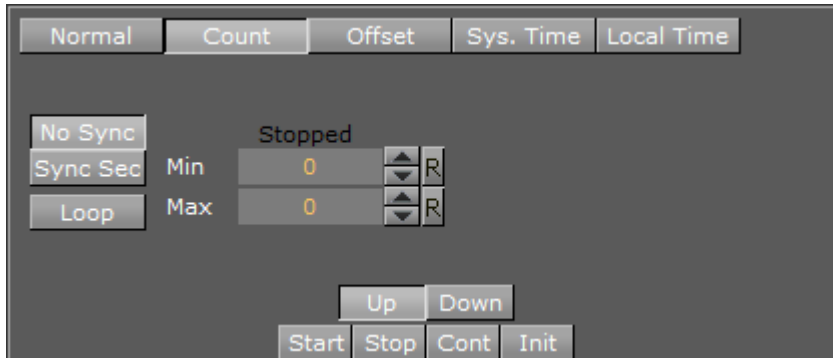 Normal Count Offset Sys. Time Local Time
No Sync Stopped
Sync Sec Min 0 R
Loop Max 0 R
Up Down
Start Stop Cont Init